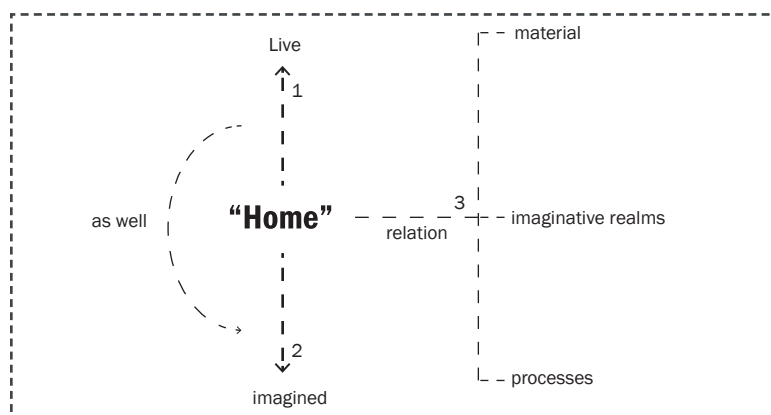 Live
material
1
as well
“Home”
3
relation
imaginative realms
2
imagined
processes